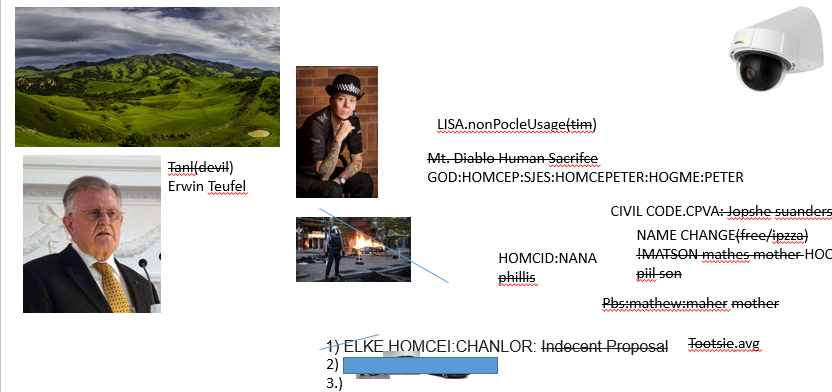 LISA.nonPocleUsage(tim)
Mt. Diablo Human Sacrifce
GOD:HOMCEP:SJES:HOMCEPETER:HOGME:PETER
Tanl(devil)
Erwin Teufel
CIVIL CODE.CPVA: Jopshe suanders
NAME CHANGE(free/ipzza)
!MATSON mathes mother HOC
piil son
HOMCID:NANA
phillis
Pbs:mathew:maher mother
1) ELKE HOMCEI:CHANLOR: Indecent Proposal
Tootsie.avg
2)
3.)